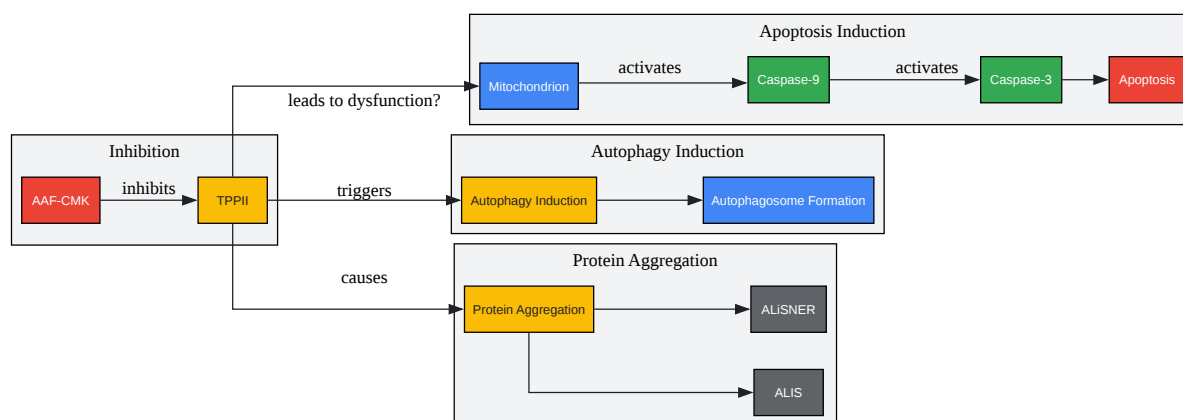 Apoptosis Induction
Mitochondrion
activates
Caspase-9
activates
Caspase-3
Apoptosis
leads to dysfunction?
Inhibition
AAF-CMK
inhibits
TPPII
Autophagy Induction
triggers
Autophagy Induction
Autophagosome Formation
Protein Aggregation
causes
Protein Aggregation
ALiSNER
ALIS